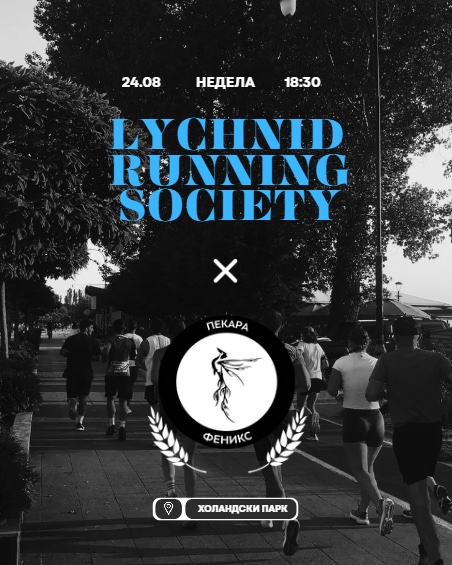 24.08 НЕДЕЛА 18:30
LYCHNID
RUNNING
SOCIETY
ПЕКАРА
ФЕНИКС
ХОЛАНДСКИ ПАРК